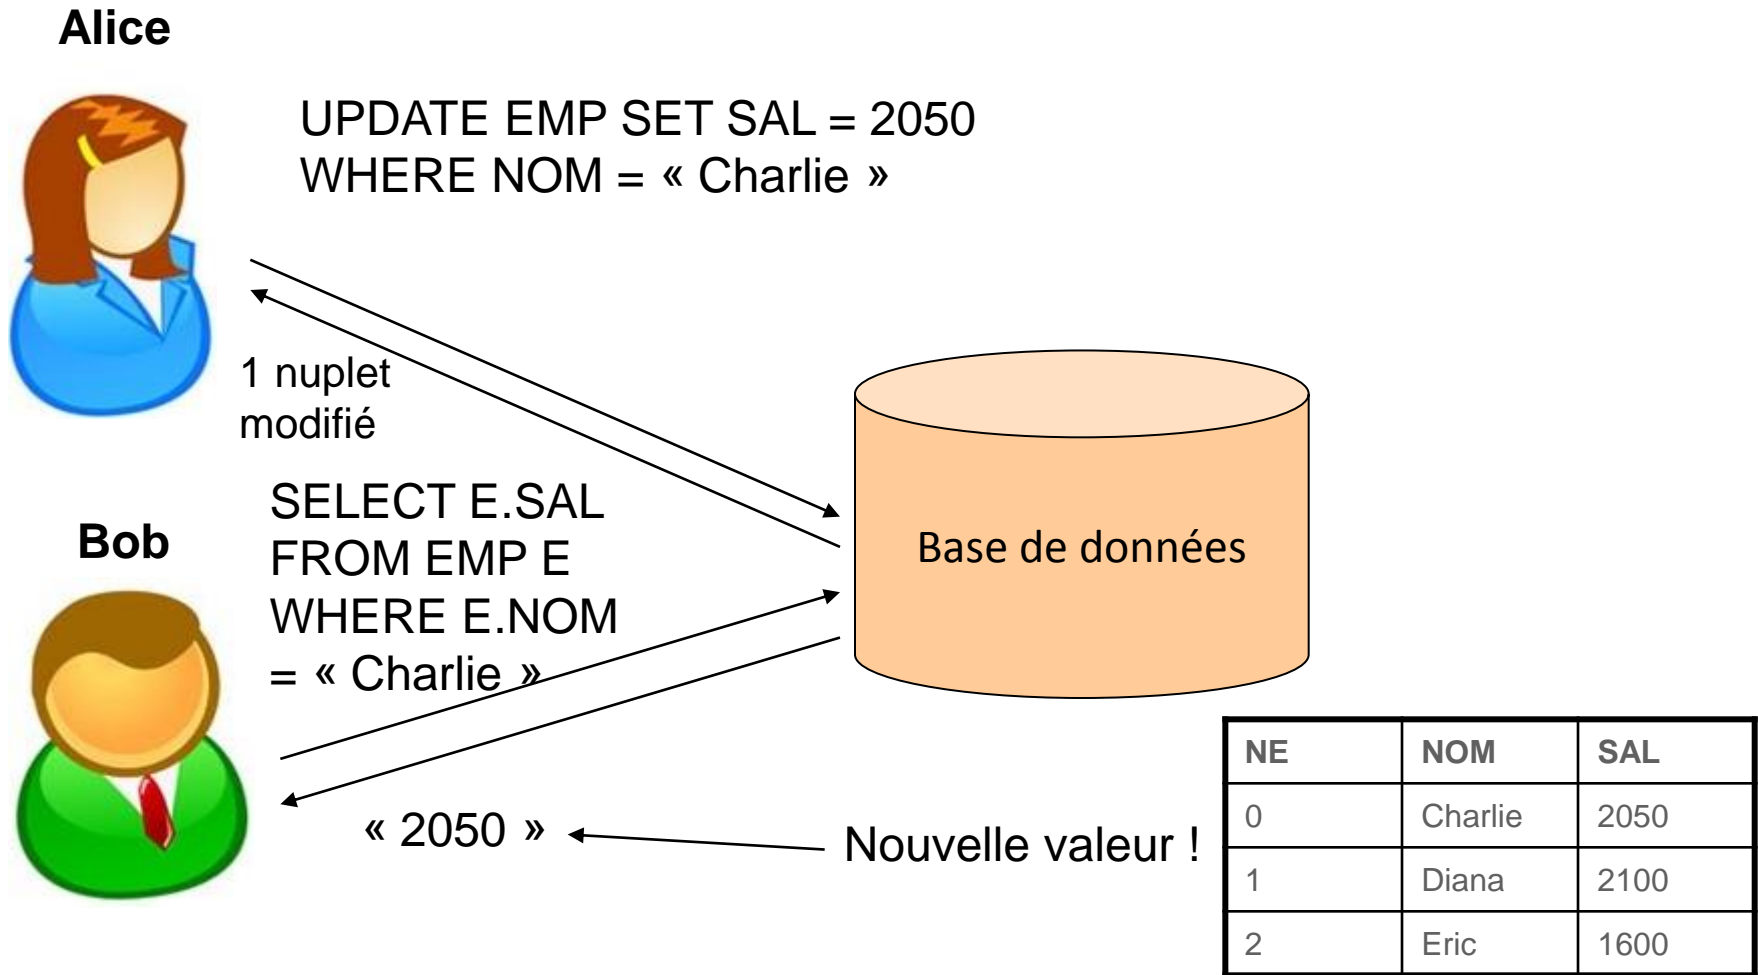 Alice
UPDATE EMP SET SAL = 2050
WHERE NOM = « Charlie »
1 nuplet
modifié
Bob
SELECT E.SAL
FROM EMP E
WHERE E.NOM
= « Charlie »
Base de données
« 2050 »
Nouvelle valeur !
NE NOM SAL
0 Charlie 2050
1 Diana 2100
2 Eric 1600